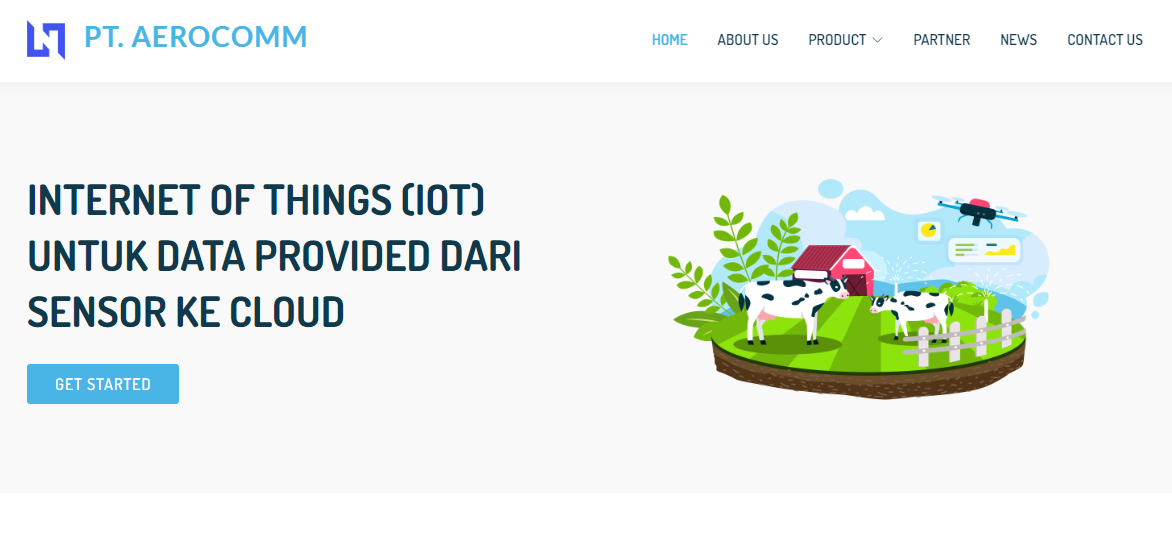 PT. AEROCOMM
HOME ABOUT US PRODUCT PARTNER NEWS CONTACT US
INTERNET OF THINGS (IOT)
UNTUK DATA PROVIDED DARI
SENSOR KE CLOUD
GET STARTED